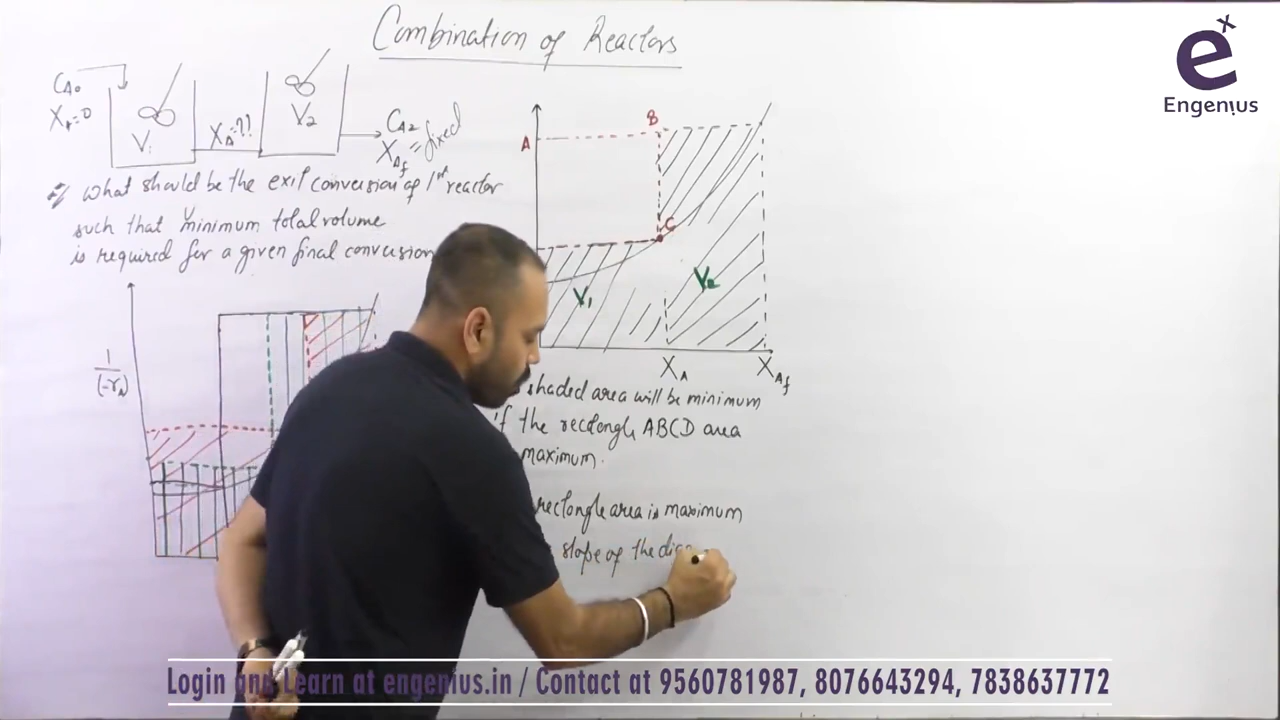 Combination of Reactors
ex
Engenius
CA0
XA=0
V1
XA=??
V2
CA2
XAf = fixed
what should be the exit conversion of 1st reactor
such that minimum total volume
is required for a given final conversion
1
(-rA)
A
B
C
V1
V2
XA
XAf
shaded area will be minimum
if the rectangle ABCD area
maximum.
rectangle area is maximum
slope of the diag
Login and Learn at engenius.in / Contact at 9560781987, 8076643294, 7838637772